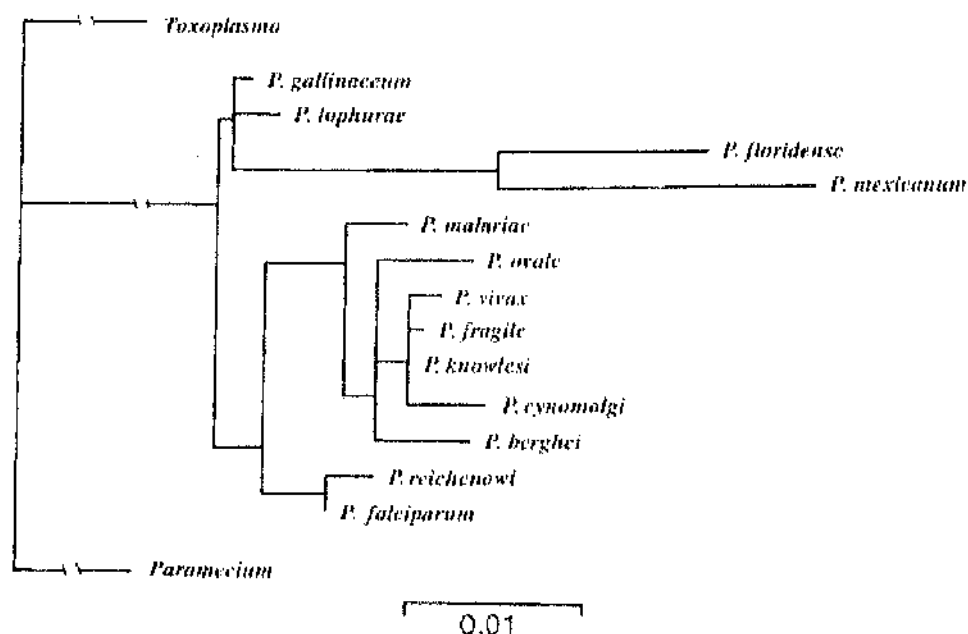 Toxoplasma
P. gallinaceum
P. lophurae
P. floridense
P. mexicanum
P. malariae
P. ovale
P. vivax
P. fragile
P. knowlesi
P. cynomolgi
P. berghei
P. reichenowi
P. falciparum
Paramecium
0.01